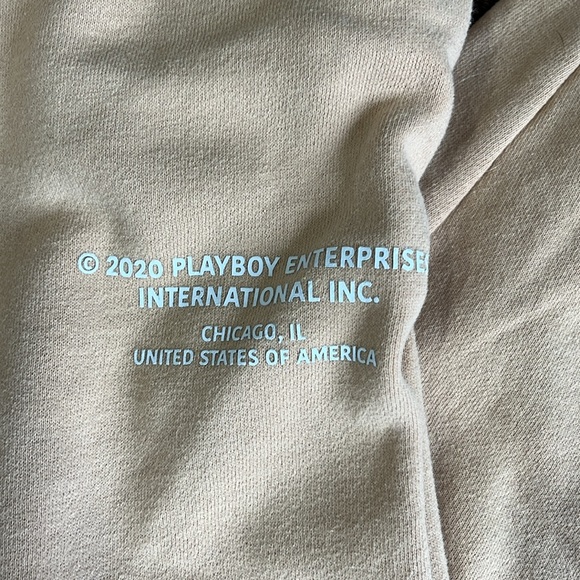 © 2020 PLAYBOY ENTERPRISES
INTERNATIONAL INC.
CHICAGO, IL
UNITED STATES OF AMERICA